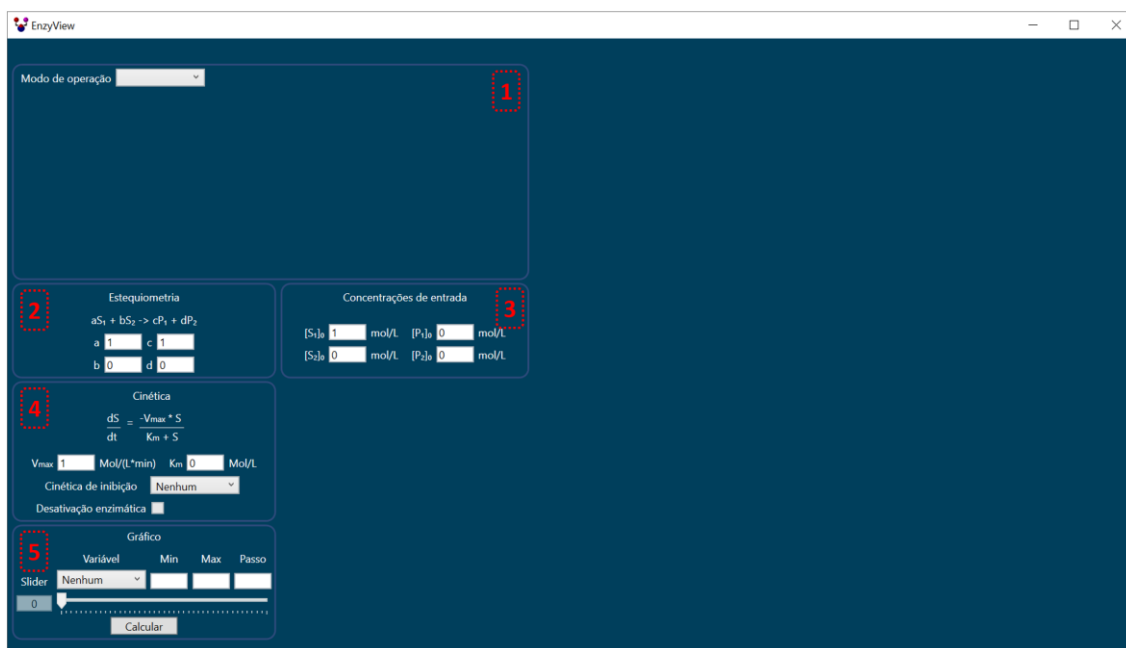 EnzyView
Modo de operação
1
2
Estequiometria
aS₁ + bS₂ -> cP₁ + dP₂
a 1 c 1
b 0 d 0
Concentrações de entrada
3
[S₁]₀ 1 mol/L [P₁]₀ 0 mol/L
[S₂]₀ 0 mol/L [P₂]₀ 0 mol/L
4
Cinética
dS = -Vmax * S
dt Km + S
Vmax 1 Mol/(L*min) Km 0 Mol/L
Cinética de inibição Nenhum
Desativação enzimática
5
Gráfico
Variável Min Max Passo
Slider Nenhum
0
Calcular